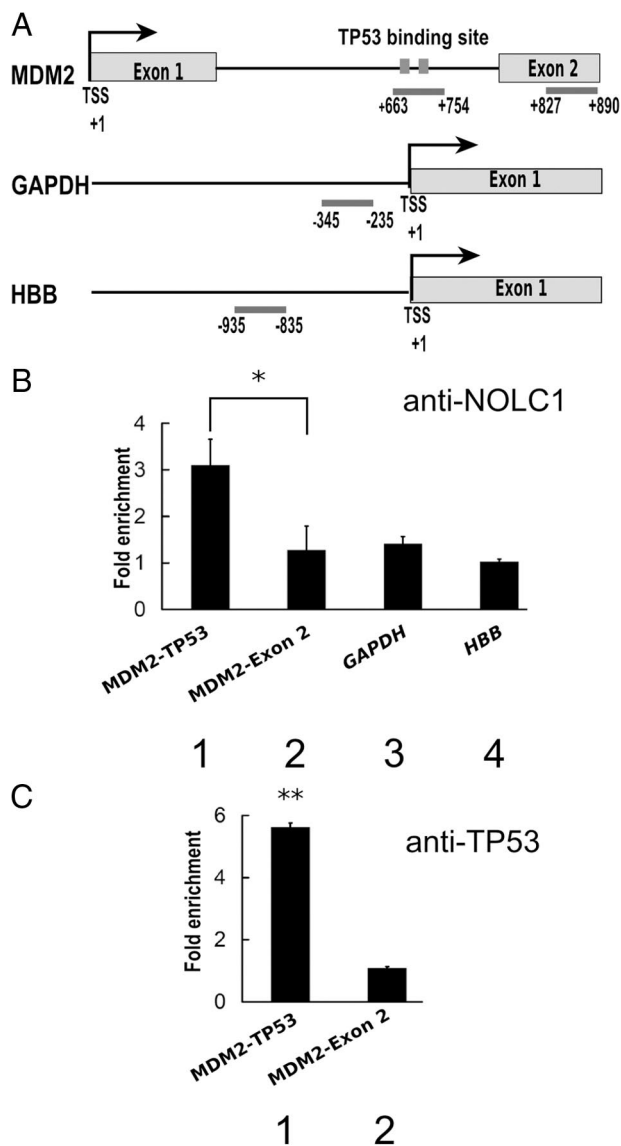 A
TP53 binding site
MDM2
Exon 1
Exon 2
TSS
+1
+663
+754
+827
+890
GAPDH
Exon 1
-345
-235
TSS
+1
HBB
Exon 1
-935
-835
TSS
+1
B
*
anti-NOLC1
Fold enrichment
4
3
2
1
0
MDM2-TP53
MDM2-Exon 2
GAPDH
HBB
1 2 3 4
C
**
anti-TP53
Fold enrichment
6
4
2
0
MDM2-TP53
MDM2-Exon 2
1 2